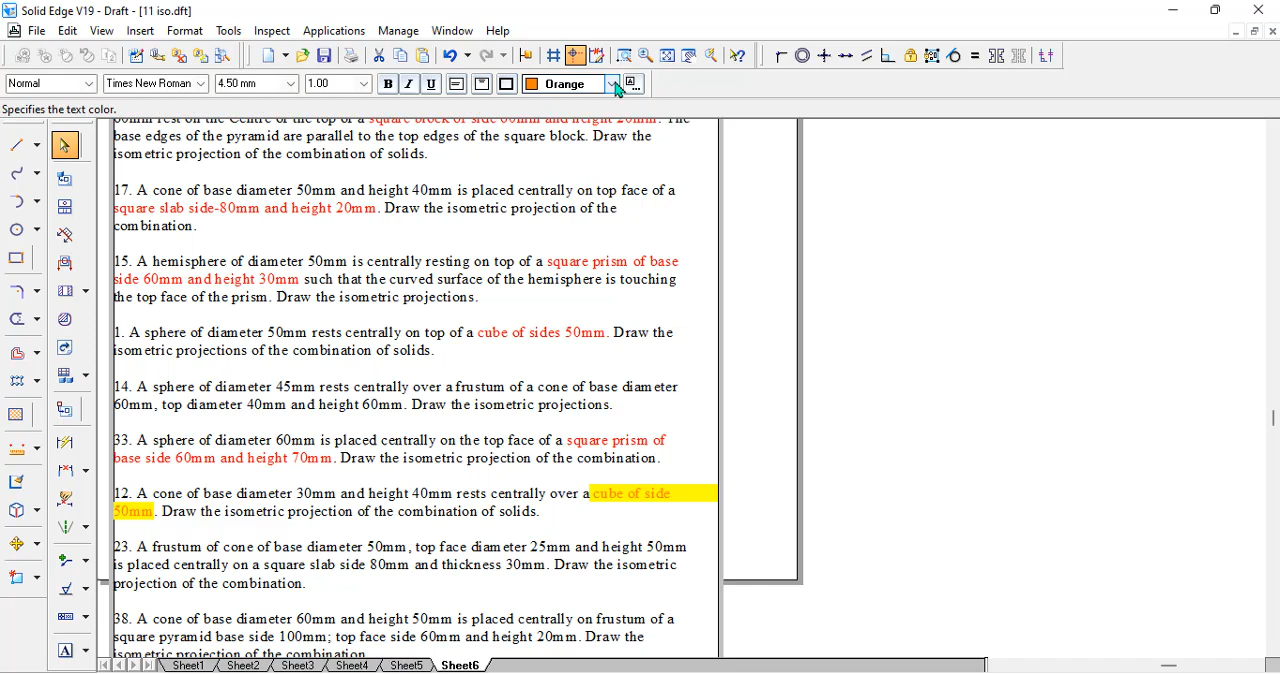 Solid Edge V19 - Draft - [11 iso.dft]
File Edit View Insert Format Tools Inspect Applications Manage Window Help
Normal Times New Roman 4.50 mm 1.00 B I U Orange
Specifies the text color.
base edges of the pyramid are parallel to the top edges of the square block. Draw the
isometric projection of the combination of solids.
17. A cone of base diameter 50mm and height 40mm is placed centrally on top face of a
square slab side-80mm and height 20mm. Draw the isometric projection of the
combination.
15. A hemisphere of diameter 50mm is centrally resting on top of a square prism of base
side 60mm and height 30mm such that the curved surface of the hemisphere is touching
the top face of the prism. Draw the isometric projections.
1. A sphere of diameter 50mm rests centrally on top of a cube of sides 50mm. Draw the
isometric projections of the combination of solids.
14. A sphere of diameter 45mm rests centrally over a frustum of a cone of base diameter
60mm, top diameter 40mm and height 60mm. Draw the isometric projections.
33. A sphere of diameter 60mm is placed centrally on the top face of a square prism of
base side 60mm and height 70mm. Draw the isometric projection of the combination.
12. A cone of base diameter 30mm and height 40mm rests centrally over a cube of side
50mm. Draw the isometric projection of the combination of solids.
23. A frustum of cone of base diameter 50mm, top face diameter 25mm and height 50mm
is placed centrally on a square slab side 80mm and thickness 30mm. Draw the isometric
projection of the combination.
38. A cone of base diameter 60mm and height 50mm is placed centrally on frustum of a
square pyramid base side 100mm; top face side 60mm and height 20mm. Draw the
isometric projection of the combination
Sheet1 Sheet2 Sheet3 Sheet4 Sheet5 Sheet6